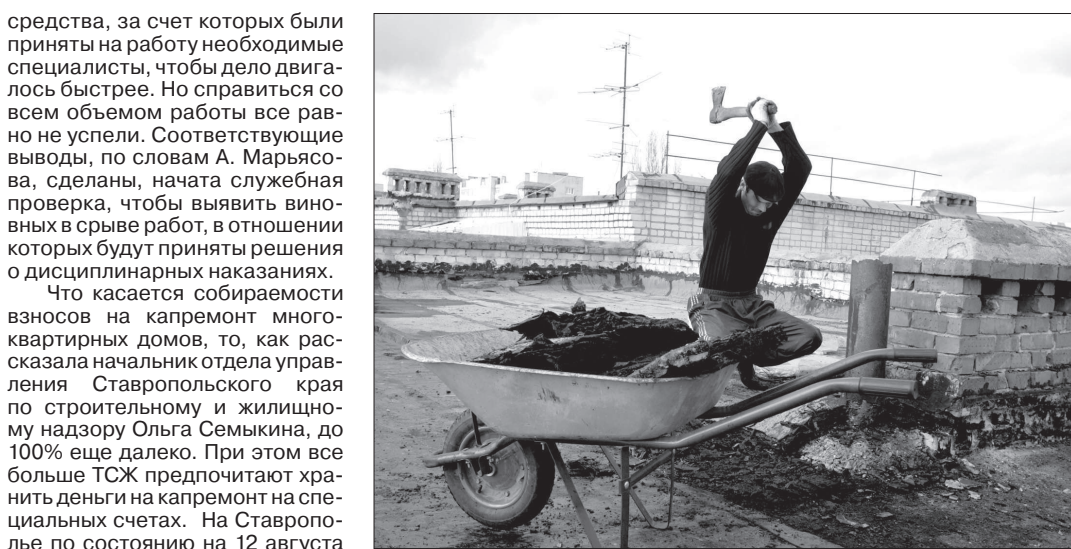 средства, за счет которых были
приняты на работу необходимые
специалисты, чтобы дело двига-
лось быстрее. Но справиться со
всем объемом работы все рав-
но не успели. Соответствующие
выводы, по словам А. Марьясо-
ва, сделаны, начата служебная
проверка, чтобы выявить вино-
вных в срыве работ, в отношении
которых будут приняты решения
о дисциплинарных наказаниях.
Что касается собираемости
взносов на капремонт много-
квартирных домов, то, как рас-
сказала начальник отдела управ-
ления Ставропольского края
по строительному и жилищно-
му надзору Ольга Семыкина, до
100% еще далеко. При этом все
больше ТСЖ предпочитают хра-
нить деньги на капремонт на спе-
циальных счетах. На Ставропо-
лье по состоянию на 12 августа